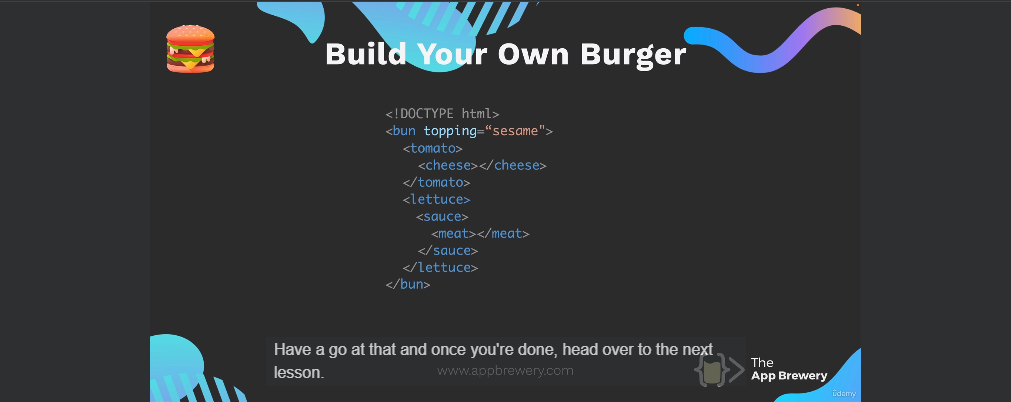 Build Your Own Burger
<!DOCTYPE html>
<bun topping=“sesame">
<tomato>
<cheese></cheese>
</tomato>
<lettuce>
<sauce>
<meat></meat>
</sauce>
</lettuce>
</bun>
Have a go at that and once you're done, head over to the next
lesson.
www.appbrewery.com
The
App Brewery
ûdemy